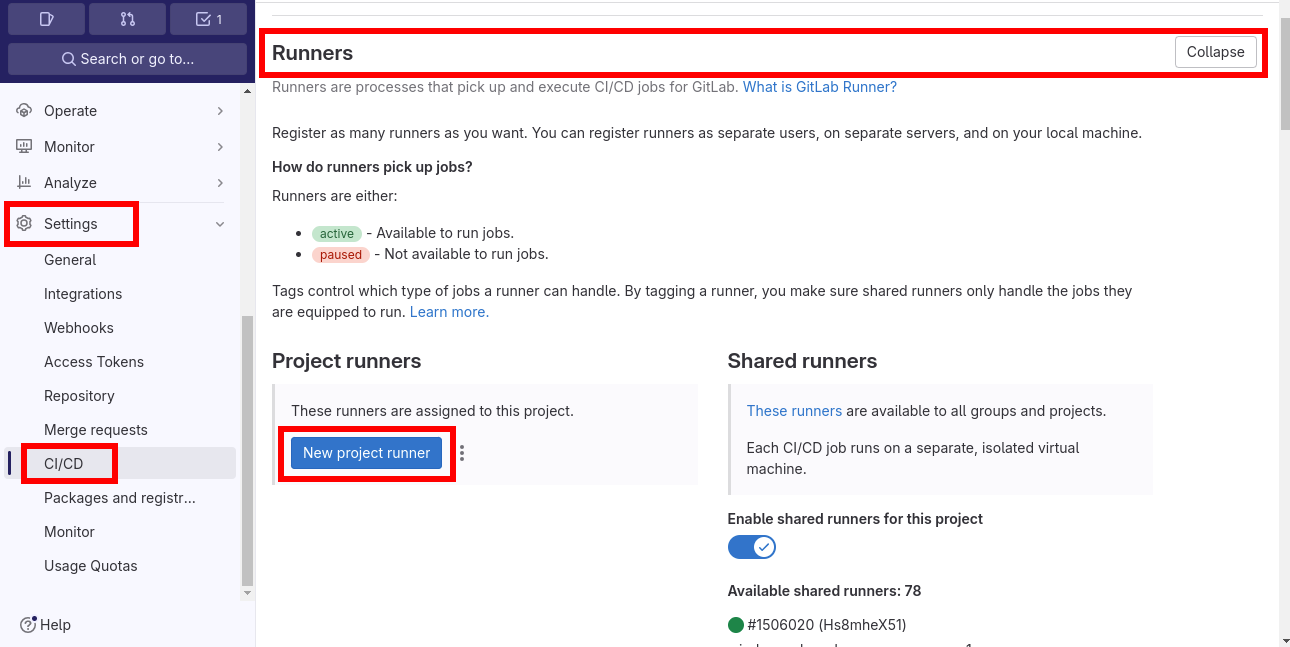 1
Search or go to...
Operate
Monitor
Analyze
Settings
General
Integrations
Webhooks
Access Tokens
Repository
Merge requests
CI/CD
Packages and registr...
Monitor
Usage Quotas
Help
Runners
Collapse
Runners are processes that pick up and execute CI/CD jobs for GitLab. What is GitLab Runner?
Register as many runners as you want. You can register runners as separate users, on separate servers, and on your local machine.
How do runners pick up jobs?
Runners are either:
active - Available to run jobs.
paused - Not available to run jobs.
Tags control which type of jobs a runner can handle. By tagging a runner, you make sure shared runners only handle the jobs they
are equipped to run. Learn more.
Project runners
These runners are assigned to this project.
New project runner
Shared runners
These runners are available to all groups and projects.
Each CI/CD job runs on a separate, isolated virtual
machine.
Enable shared runners for this project
Available shared runners: 78
#1506020 (Hs8mheX51)